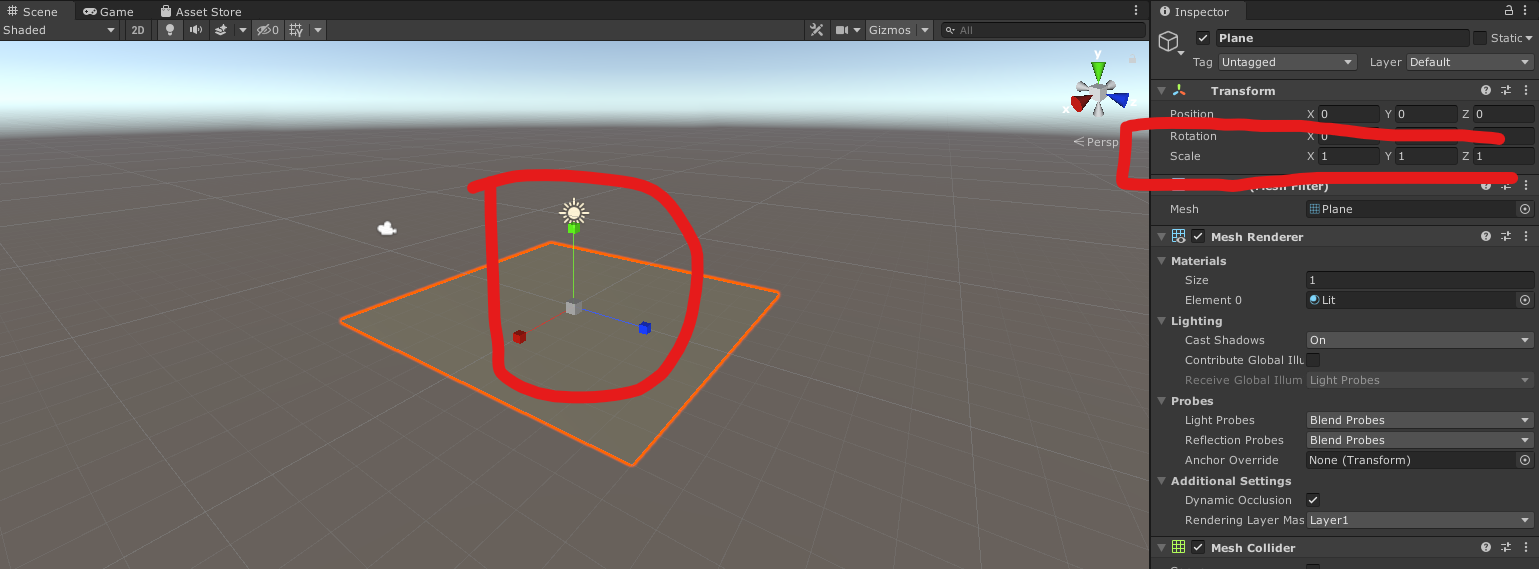 Scene Game Asset Store
Shaded 2D 0 Gizmos All
y
x
Persp
Inspector
Plane Static
Tag Untagged Layer Default
Transform
Position X 0 Y 0 Z 0
Rotation X 0
Scale X 1 Y 1 Z 1
(Mesh Filter)
Mesh Plane
Mesh Renderer
Materials
Size 1
Element 0 Lit
Lighting
Cast Shadows On
Contribute Global Illu
Receive Global Illum Light Probes
Probes
Light Probes Blend Probes
Reflection Probes Blend Probes
Anchor Override None (Transform)
Additional Settings
Dynamic Occlusion
Rendering Layer Mas Layer1
Mesh Collider